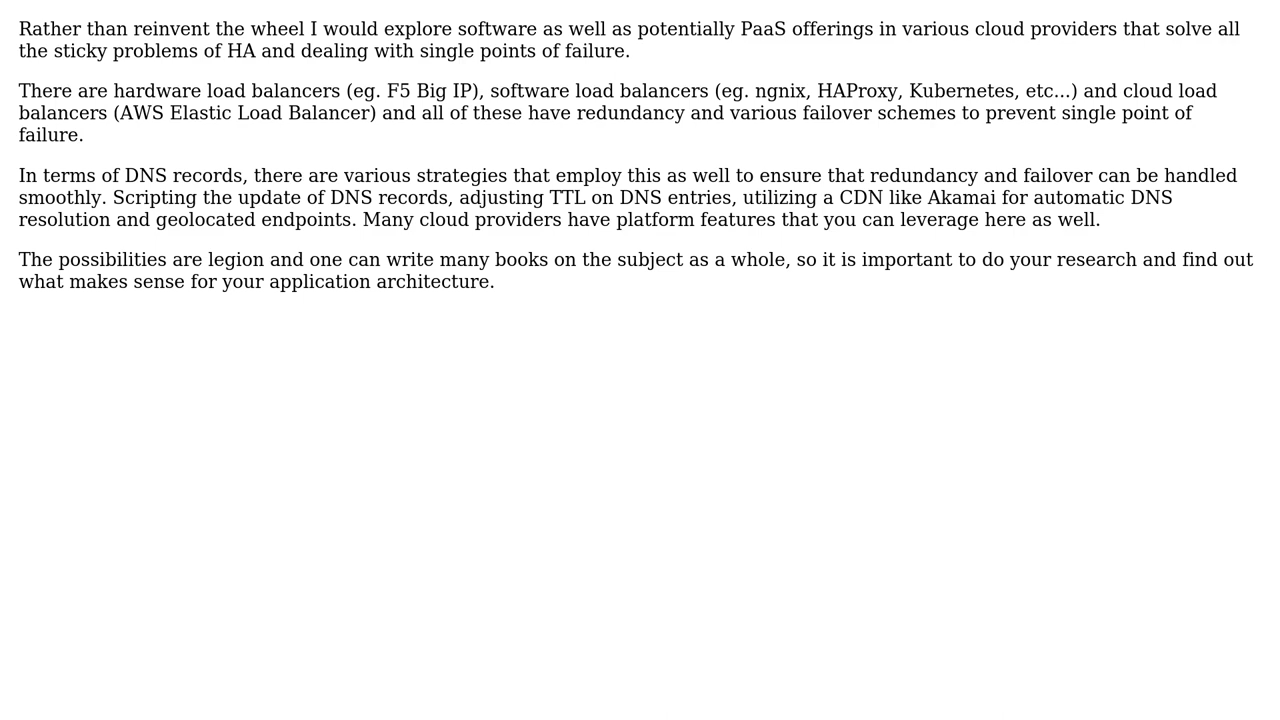 Rather than reinvent the wheel I would explore software as well as potentially PaaS offerings in various cloud providers that solve all
the sticky problems of HA and dealing with single points of failure.
There are hardware load balancers (eg. F5 Big IP), software load balancers (eg. ngnix, HAProxy, Kubernetes, etc...) and cloud load
balancers (AWS Elastic Load Balancer) and all of these have redundancy and various failover schemes to prevent single point of
failure.
In terms of DNS records, there are various strategies that employ this as well to ensure that redundancy and failover can be handled
smoothly. Scripting the update of DNS records, adjusting TTL on DNS entries, utilizing a CDN like Akamai for automatic DNS
resolution and geolocated endpoints. Many cloud providers have platform features that you can leverage here as well.
The possibilities are legion and one can write many books on the subject as a whole, so it is important to do your research and find out
what makes sense for your application architecture.